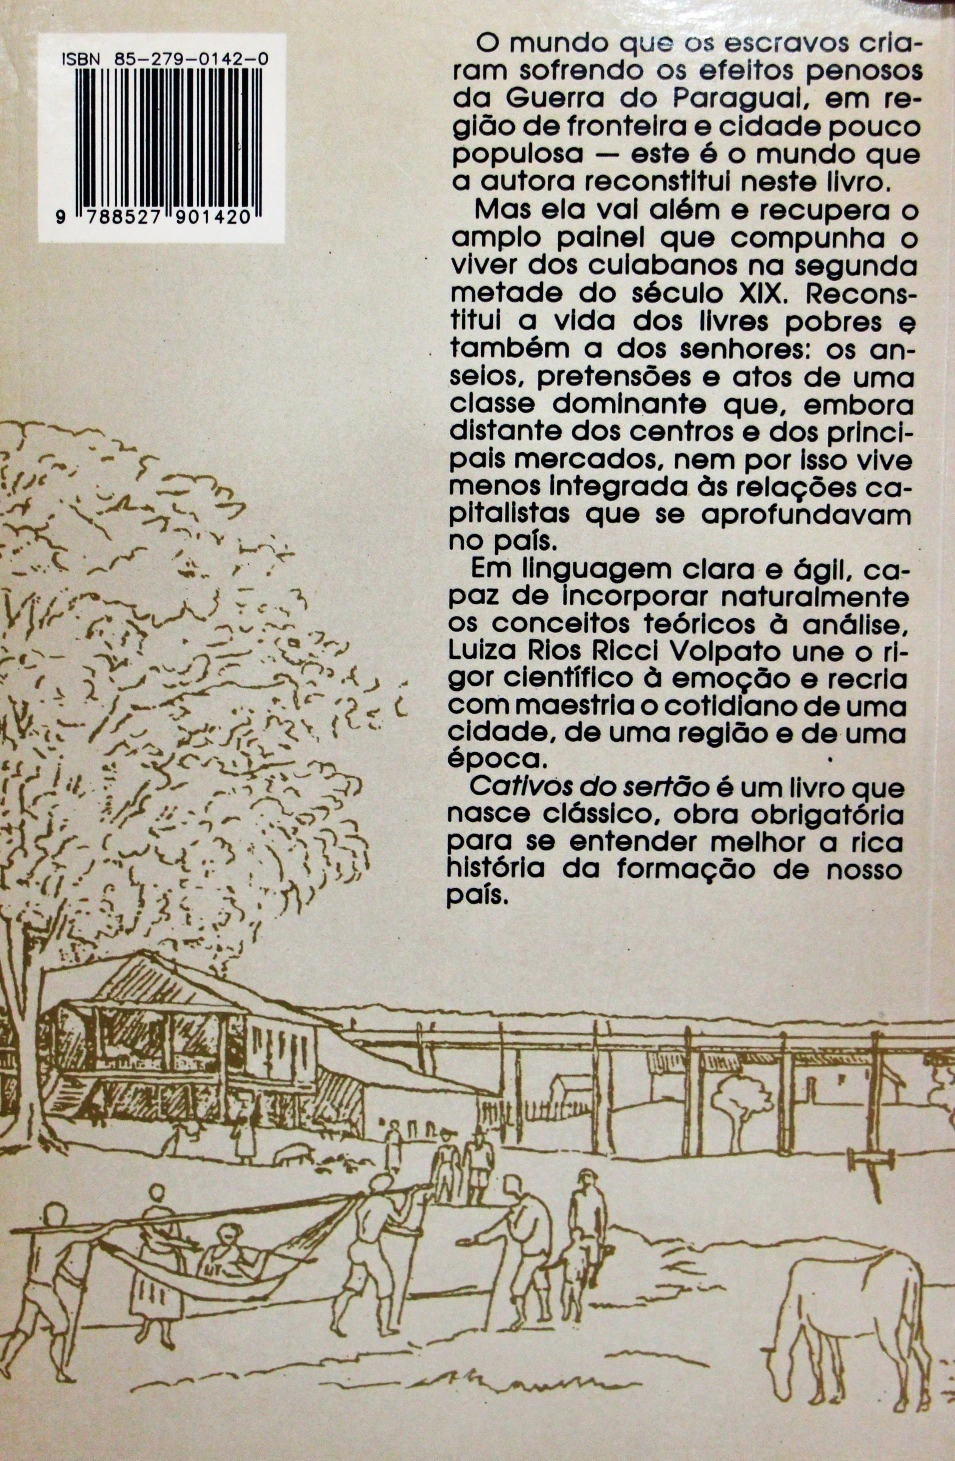 ISBN 85-279-0142-0
9 788527 901420
O mundo que os escravos cria-
ram sofrendo os efeitos penosos
da Guerra do Paraguai, em re-
gião de fronteira e cidade pouco
populosa — este é o mundo que
a autora reconstitui neste livro.
Mas ela vai além e recupera o
amplo painel que compunha o
viver dos cuiabanos na segunda
metade do século XIX. Recons-
titui a vida dos livres pobres e
também a dos senhores: os an-
seios, pretensões e atos de uma
classe dominante que, embora
distante dos centros e dos princi-
pais mercados, nem por isso vive
menos integrada às relações ca-
pitalistas que se aprofundavam
no país.
Em linguagem clara e ágil, ca-
paz de incorporar naturalmente
os conceitos teóricos à análise,
Luiza Rios Ricci Volpato une o ri-
gor científico à emoção e recria
com maestria o cotidiano de uma
cidade, de uma região e de uma
época.
Cativos do sertão é um livro que
nasce clássico, obra obrigatória
para se entender melhor a rica
história da formação de nosso
país.